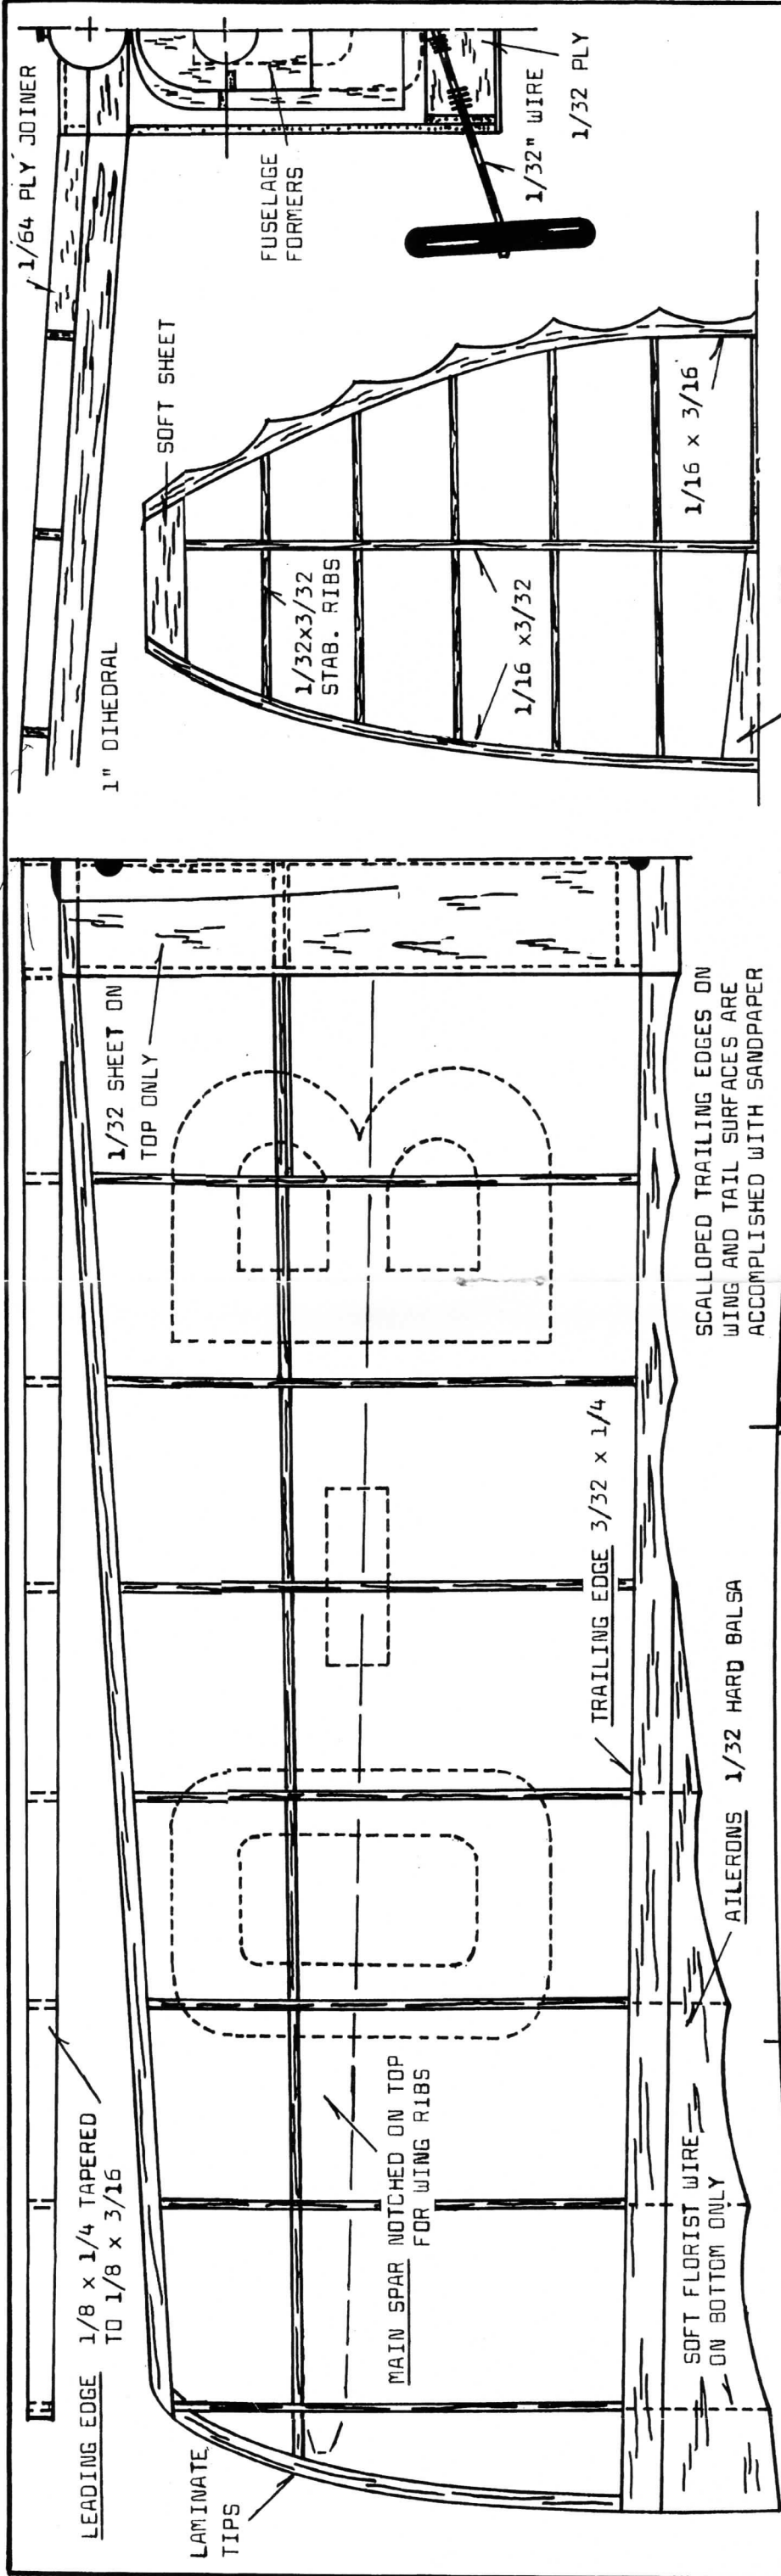 LEADING EDGE 1/8 x 1/4 TAPERED
TO 1/8 x 3/16
LAMINATE
TIPS
MAIN SPAR NOTCHED ON TOP
FOR WING RIBS
SOFT FLORIST WIRE
ON BOTTOM ONLY
AILERONS 1/32 HARD BALSA
TRAILING EDGE 3/32 x 1/4
1/32 SHEET ON
TOP ONLY
SCALLOPED TRAILING EDGES ON
WING AND TAIL SURFACES ARE
ACCOMPLISHED WITH SANDPAPER
1" DIHEDRAL
1/64 PLY JOINER
SOFT SHEET
1/32x3/32
STAB. RIBS
1/16 x3/32
1/16 x 3/16
FUSELAGE
FORMERS
1/32" WIRE
1/32 PLY